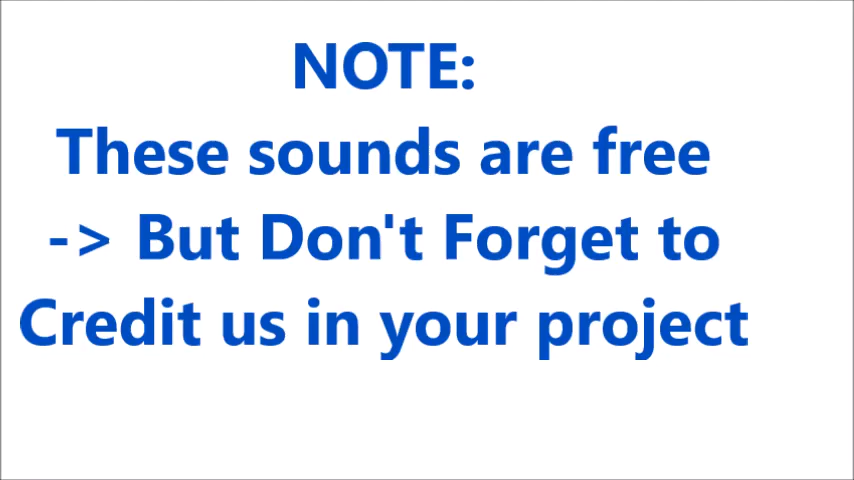 NOTE:
These sounds are free
-> But Don't Forget to
Credit us in your project